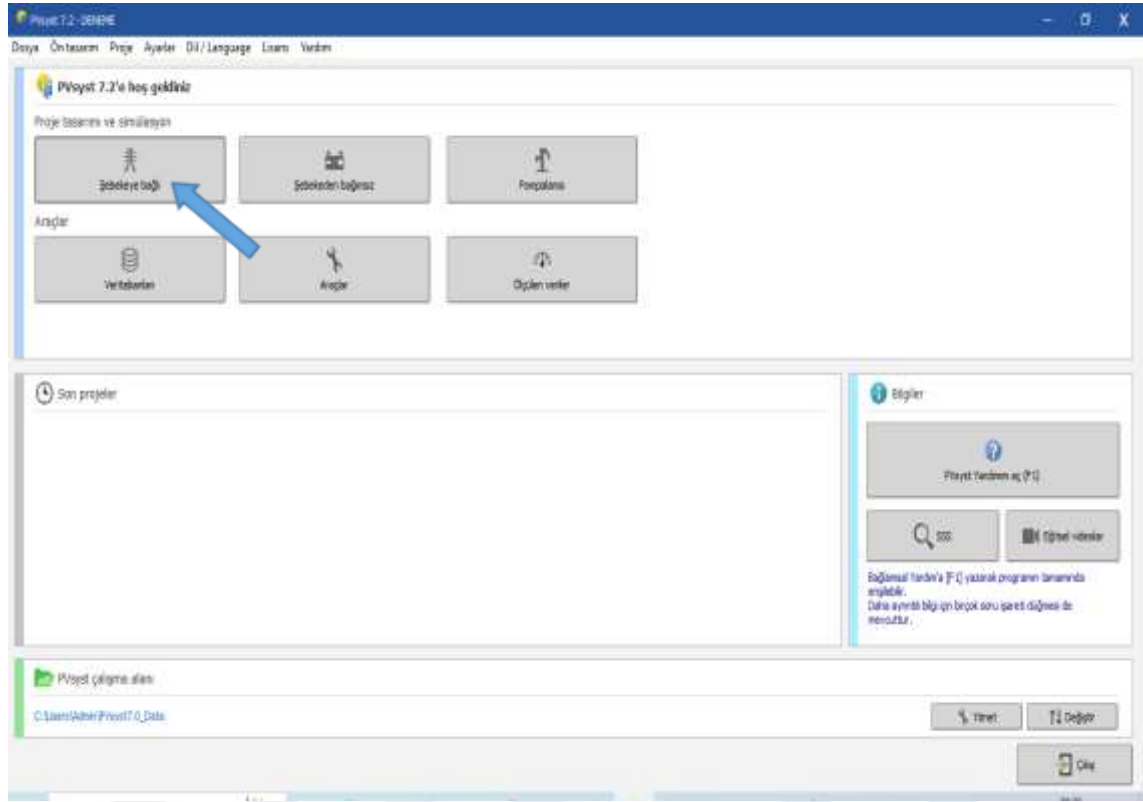 PVsyst 7.2 - DENEME
Dosya Ön tasarım Proje Ayarlar Dil / Language Lisans Yardım
PVsyst 7.2'e hoş geldiniz
Proje tasarımı ve simülasyon
Şebekeye bağlı
Şebekeden bağımsız
Pompalama
Araçlar
Veritabanları
Araçlar
Ölçülen veriler
Son projeler
Bilgiler
PVsyst Yardımını aç [F1]
SSS
Eğitsel videolar
Bağlamsal Yardım'a [F1] yazarak programın tamamında
erişilebilir.
Daha ayrıntılı bilgi için birçok soru işareti düğmesi de
mevcuttur.
PVsyst çalışma alanı
C:\Users\Admin\PVsyst7.0_Data
Yönet
Değiştir
Çıkış